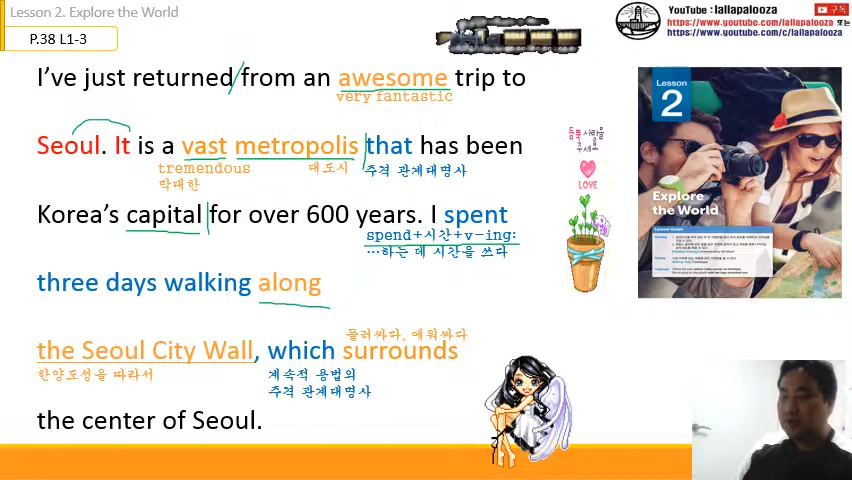 Lesson 2. Explore the World
P.38 L1-3
YouTube : lallapalooza
구독
https://www.youtube.com/lallapalooza 또는
https://www.youtube.com/c/lallapalooza
I've just returned from an awesome trip to
very fantastic
Seoul. It is a vast metropolis that has been
tremendous
막대한
대도시
주격 관계대명사
Korea's capital for over 600 years. I spent
spend+시간+v-ing:
…하는 데 시간을 쓰다
three days walking along
둘러싸다, 에워싸다
the Seoul City Wall, which surrounds
한양도성을 따라서
계속적 용법의
주격 관계대명사
the center of Seoul.
LOVE
Lesson
2
Explore
the World